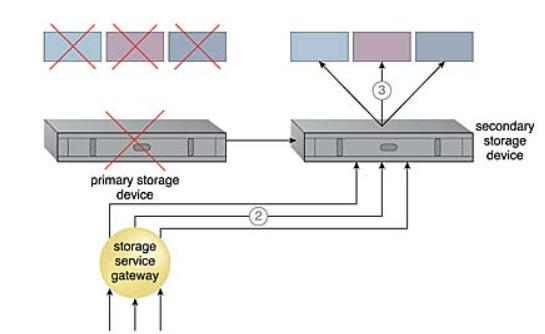 3
secondary
storage
device
primary storage
device
2
storage
service
gateway